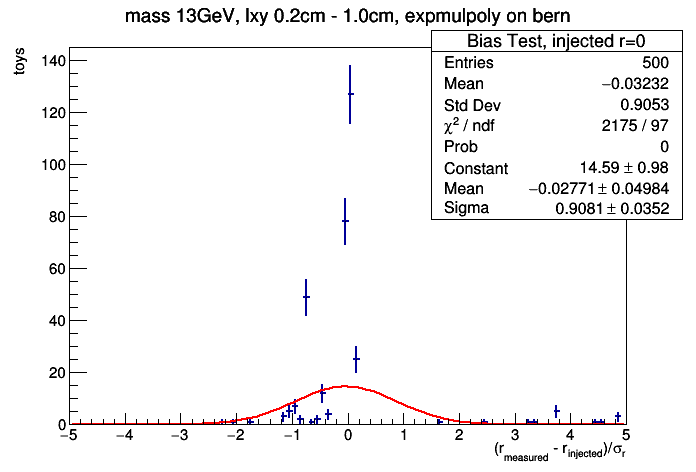 mass 13GeV, lxy 0.2cm - 1.0cm, expmulpoly on bern
Bias Test, injected r=0
Entries 500
Mean −0.03232
Std Dev 0.9053
χ² / ndf 2175 / 97
Prob 0
Constant 14.59 ± 0.98
Mean −0.02771 ± 0.04984
Sigma 0.9081 ± 0.0352
toys
140
120
100
80
60
40
20
0
−5 −4 −3 −2 −1 0 1 2 3 4 5
(r_measured - r_injected)/σ_r